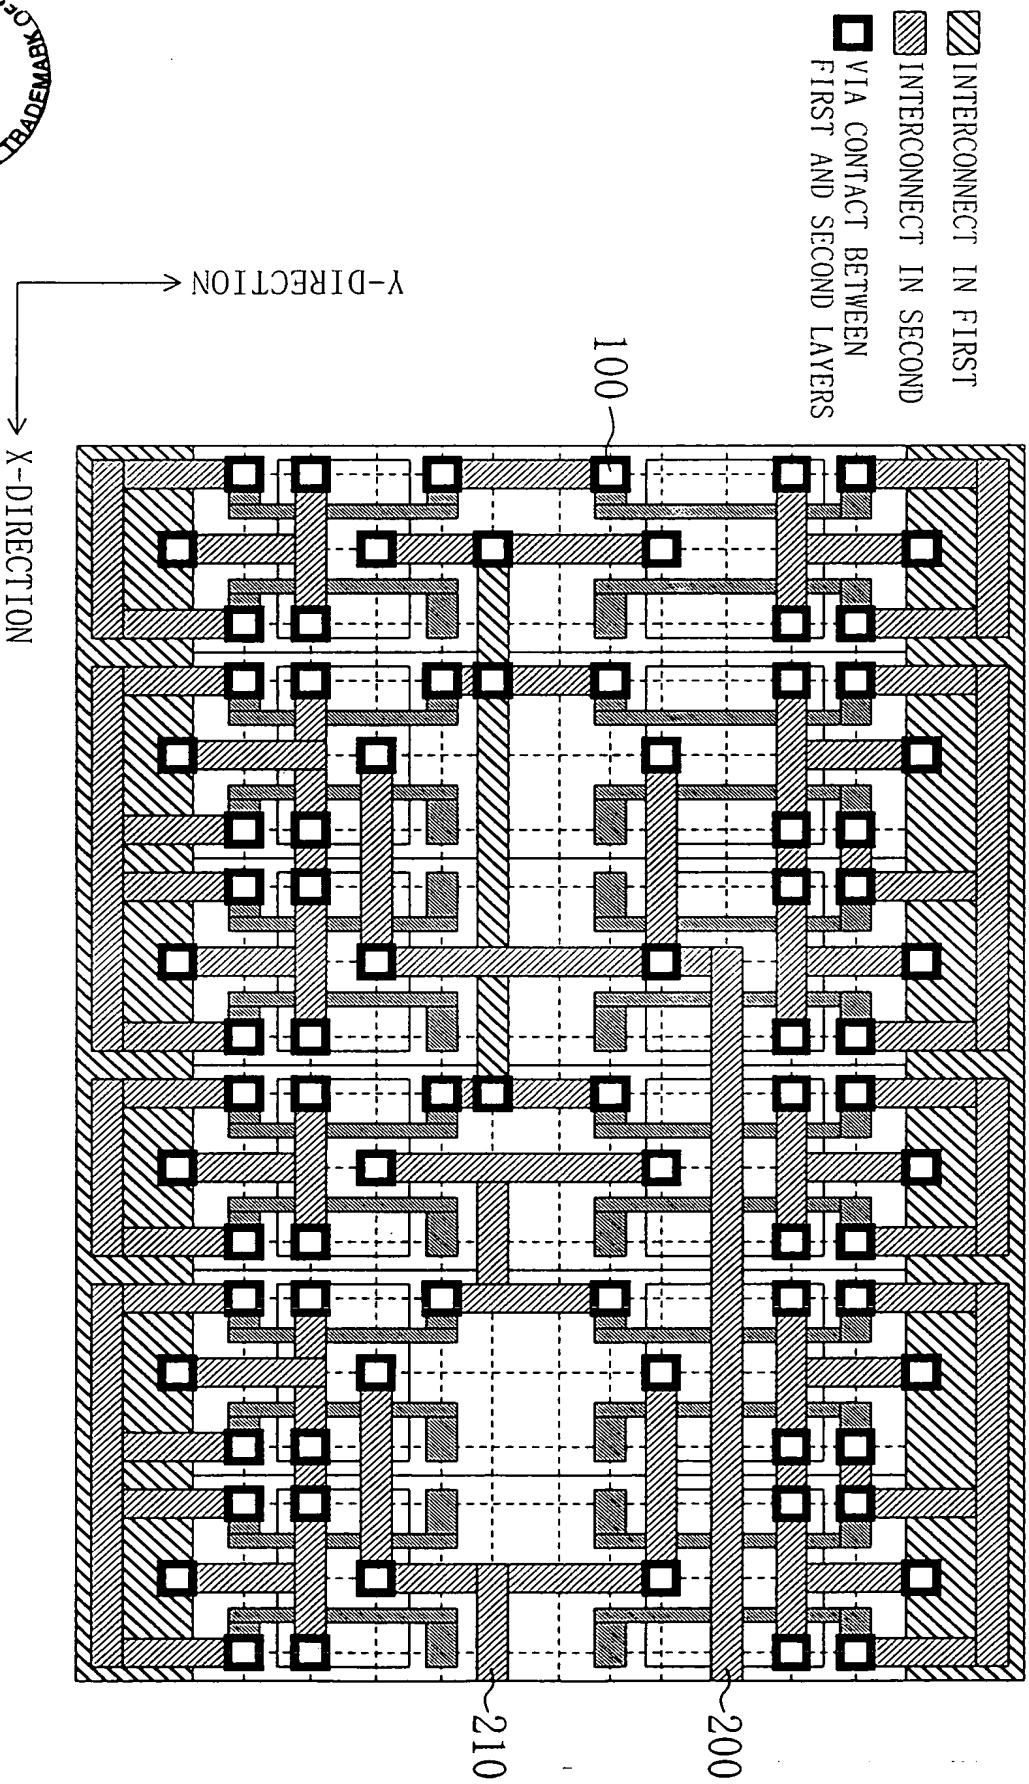 INTERCONNECT IN FIRST
INTERCONNECT IN SECOND
VIA CONTACT BETWEEN
FIRST AND SECOND LAYERS
TRADEMARK
Y-DIRECTION
X-DIRECTION
100
200
210